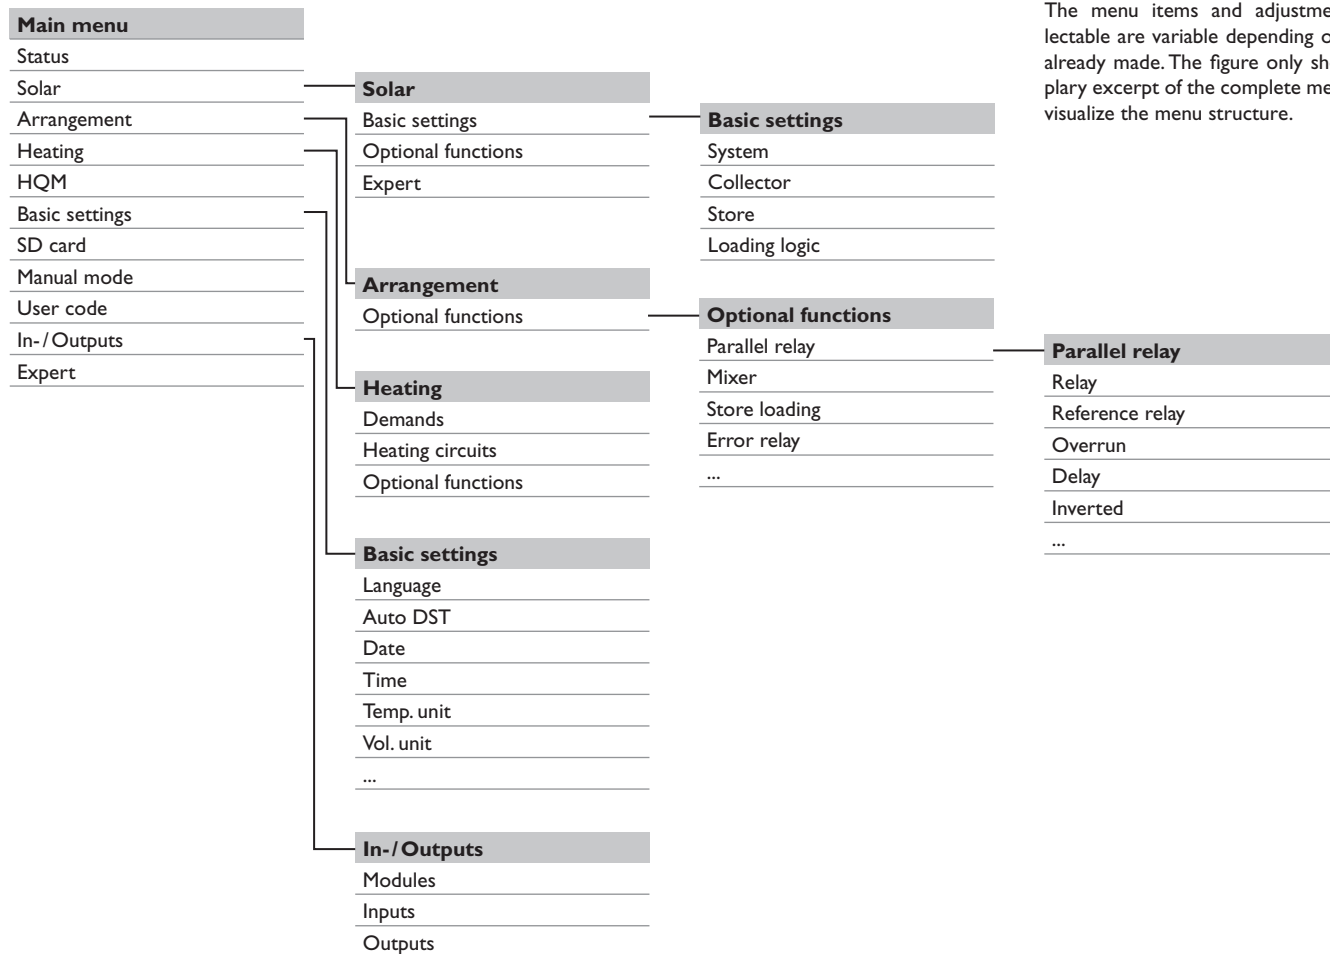 Main menu
Status
Solar
Arrangement
Heating
HQM
Basic settings
SD card
Manual mode
User code
In-/Outputs
Expert
Solar
Basic settings
Optional functions
Expert
Arrangement
Optional functions
Heating
Demands
Heating circuits
Optional functions
Basic settings
Language
Auto DST
Date
Time
Temp. unit
Vol. unit
...
In-/Outputs
Modules
Inputs
Outputs
Basic settings
System
Collector
Store
Loading logic
Optional functions
Parallel relay
Mixer
Store loading
Error relay
...
Parallel relay
Relay
Reference relay
Overrun
Delay
Inverted
...
The menu items and adjustme
lectable are variable depending o
already made. The figure only sh
plary excerpt of the complete me
visualize the menu structure.